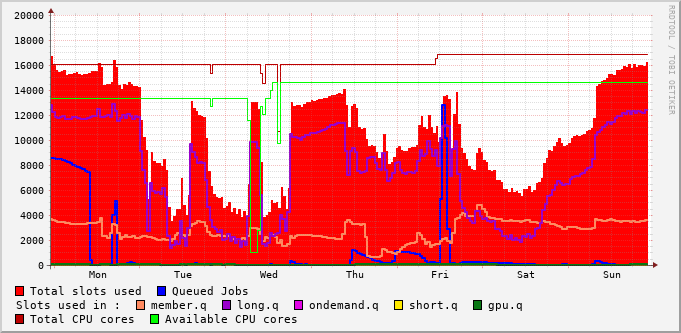 20000
18000
16000
14000
12000
10000
8000
6000
4000
2000
0
Mon Tue Wed Thu Fri Sat Sun
RRDTOOL / TOBI OETIKER
Total slots used Queued Jobs
Slots used in : member.q long.q ondemand.q short.q gpu.q
Total CPU cores Available CPU cores